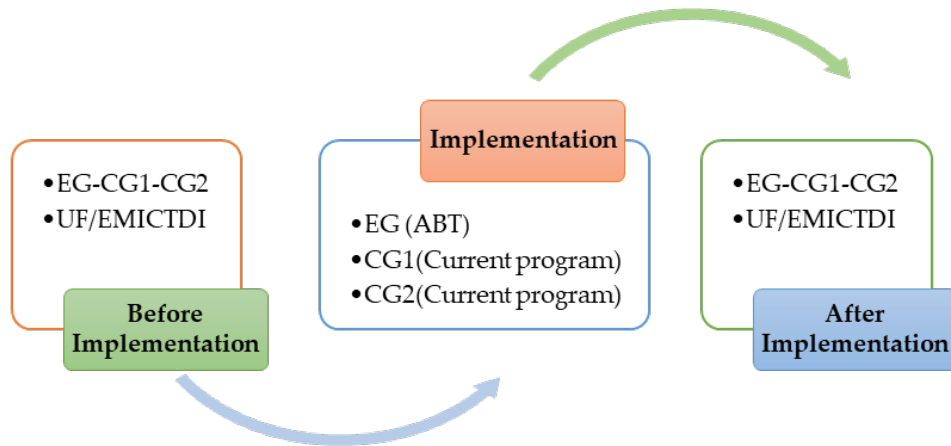 •EG-CG1-CG2
•UF/EMICTDI
Before
Implementation
Implementation
•EG (ABT)
•CG1(Current program)
•CG2(Current program)
•EG-CG1-CG2
•UF/EMICTDI
After
Implementation